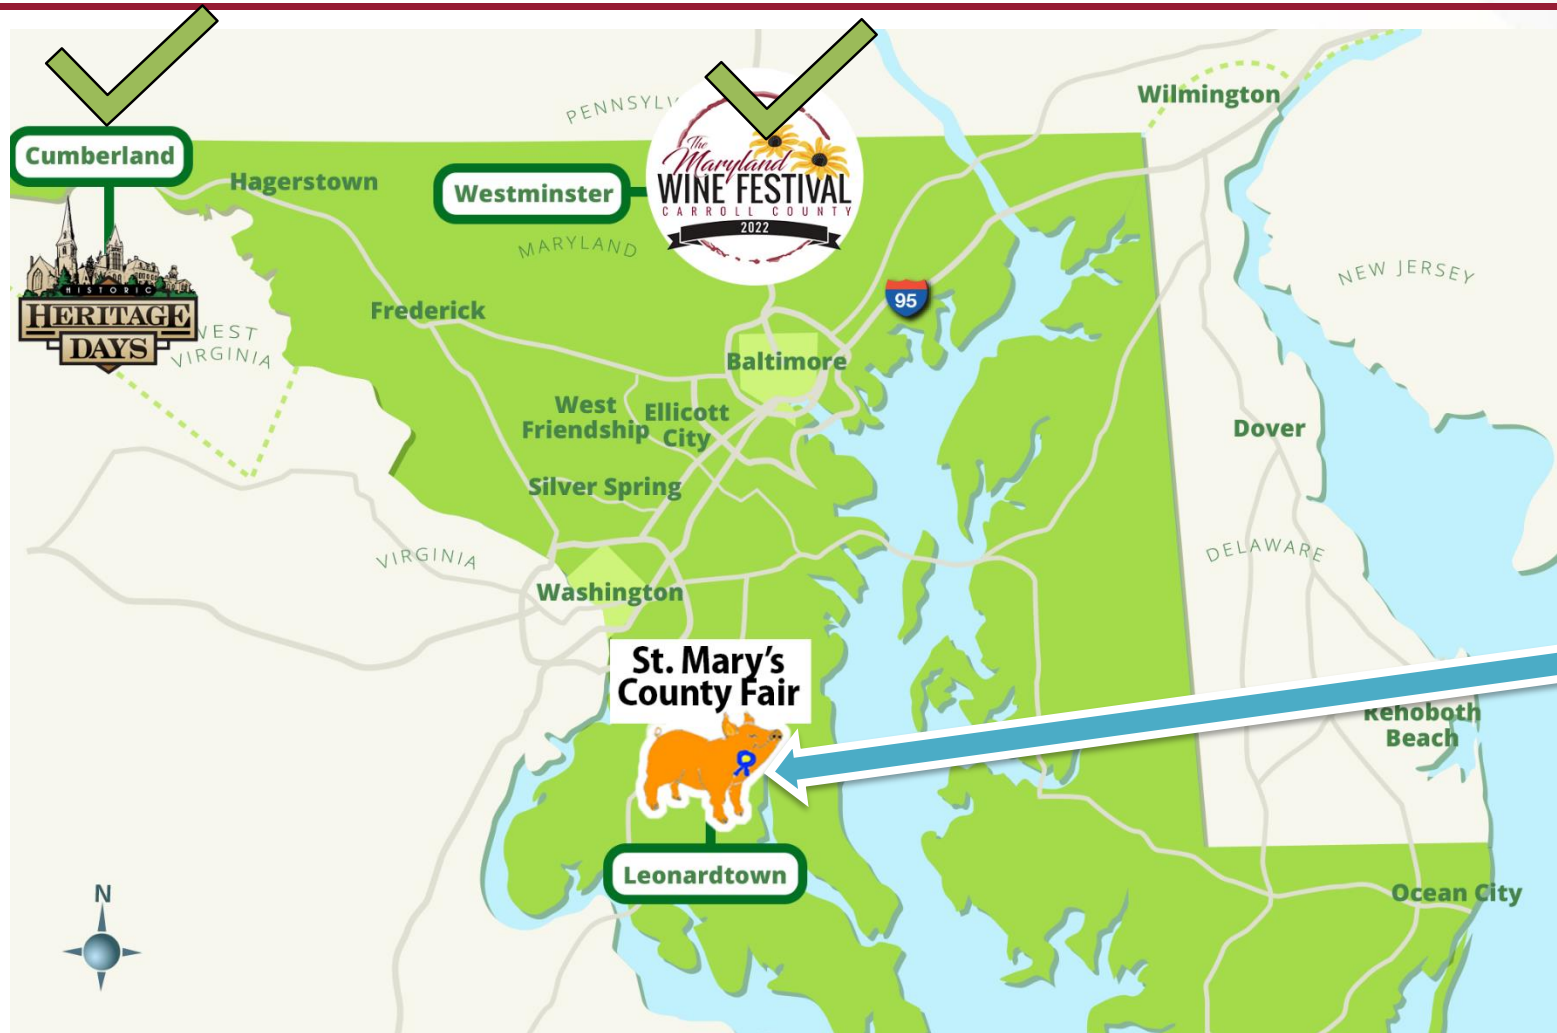 Wilmington
PENNSYLV
Cumberland
The
Maryland
WINE FESTIVAL
CARROLL COUNTY
2022
Hagerstown
Westminster
MARYLAND
NEW JERSEY
HISTORIC
HERITAGE
DAYS
WEST
VIRGINIA
95
Frederick
Baltimore
West
Friendship
Ellicott
City
Dover
Silver Spring
VIRGINIA
DELAWARE
Washington
St. Mary's
County Fair
Rehoboth
Beach
Leonardtown
N
Ocean City